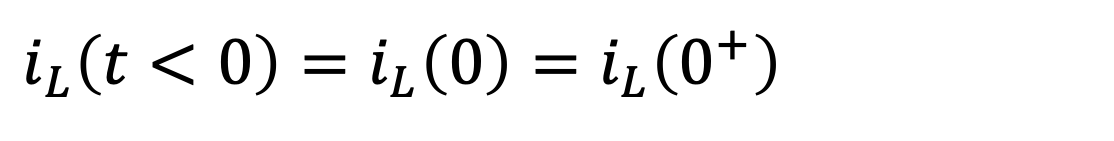 i_L(t < 0) = i_L(0) = i_L(0⁺)